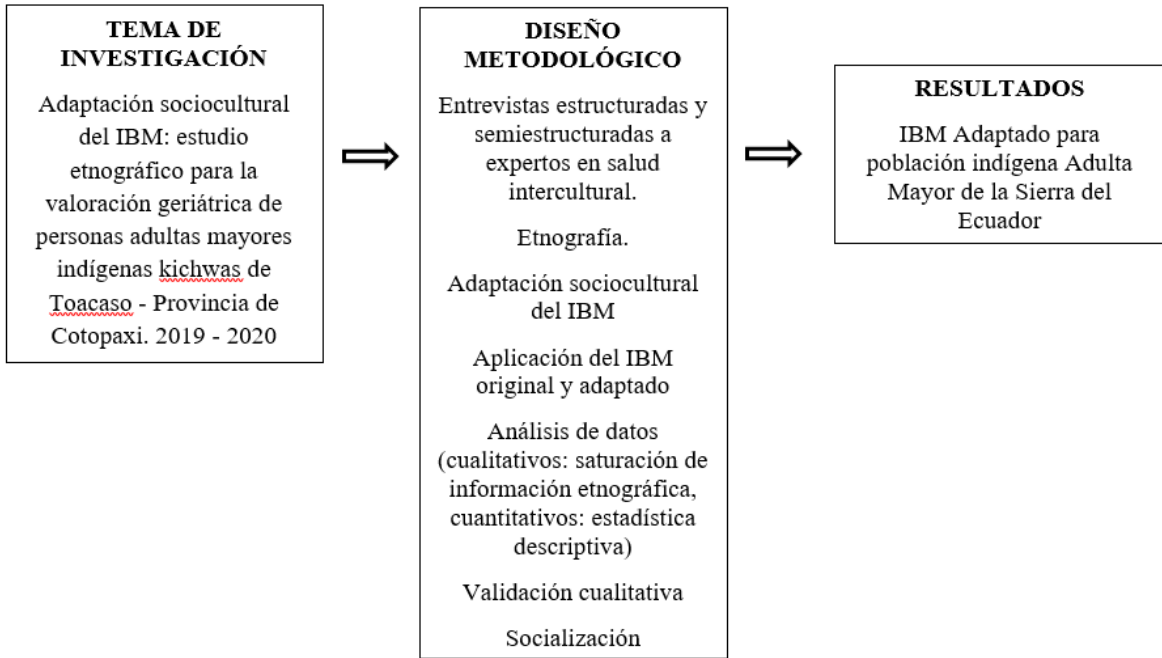 TEMA DE
INVESTIGACIÓN
Adaptación sociocultural
del IBM: estudio
etnográfico para la
valoración geriátrica de
personas adultas mayores
indígenas kichwas de
Toacaso - Provincia de
Cotopaxi. 2019 - 2020
DISEÑO
METODOLÓGICO
Entrevistas estructuradas y
semiestructuradas a
expertos en salud
intercultural.
Etnografía.
Adaptación sociocultural
del IBM
Aplicación del IBM
original y adaptado
Análisis de datos
(cualitativos: saturación de
información etnográfica,
cuantitativos: estadística
descriptiva)
Validación cualitativa
Socialización
RESULTADOS
IBM Adaptado para
población indígena Adulta
Mayor de la Sierra del
Ecuador